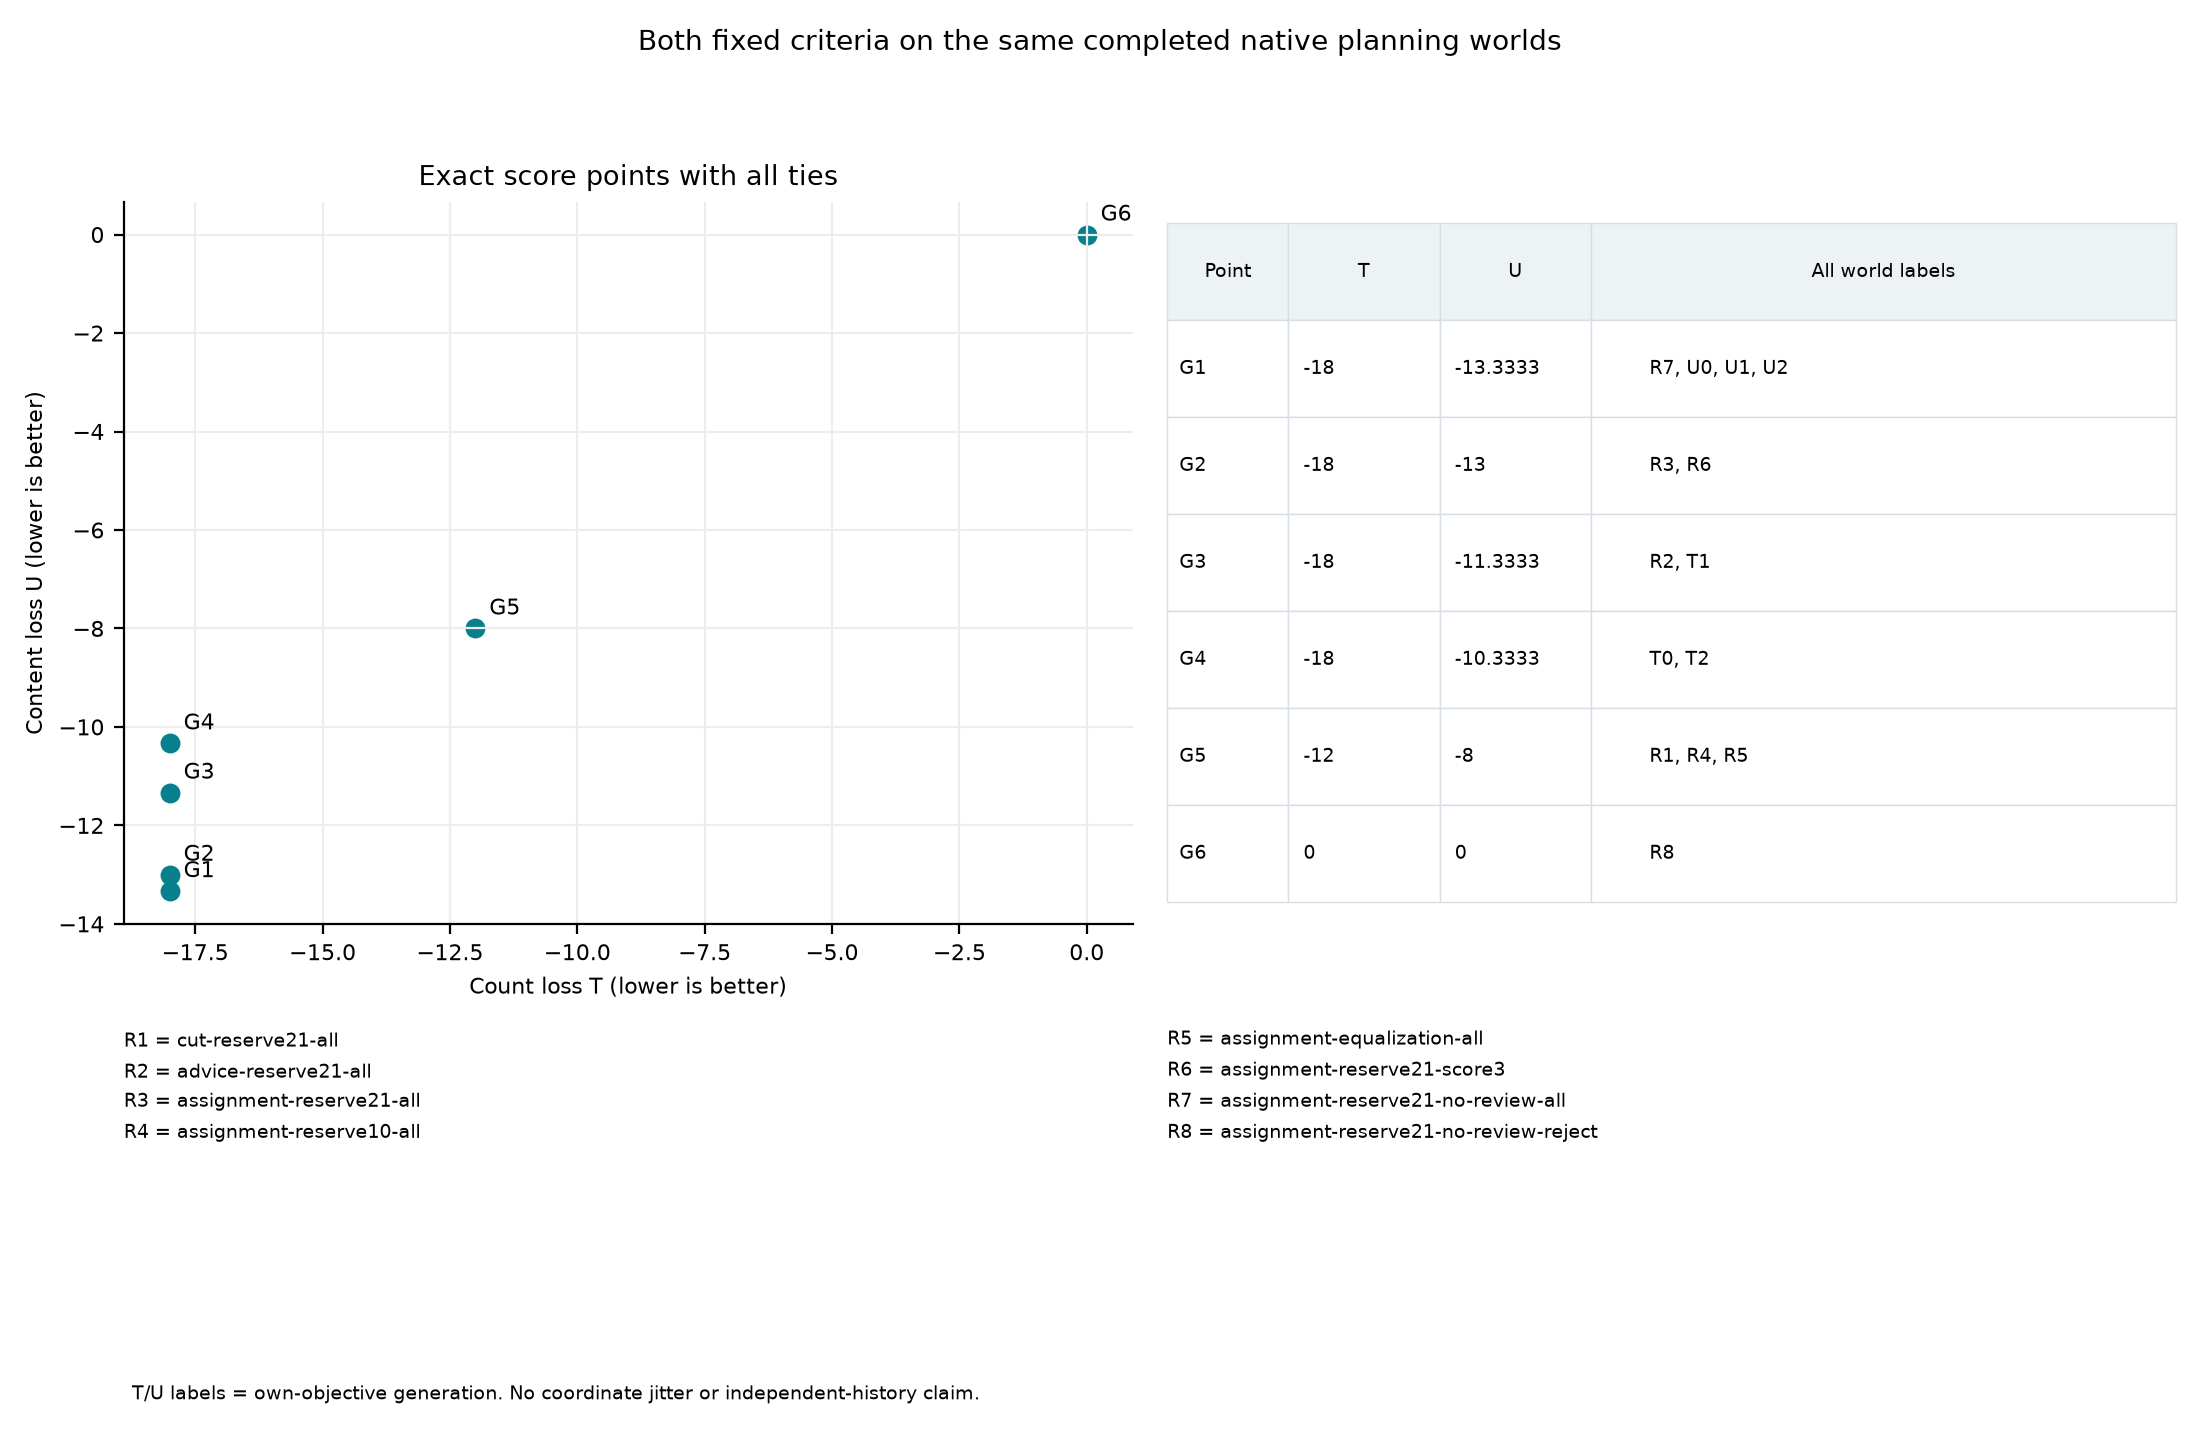 Both fixed criteria on the same completed native planning worlds
Exact score points with all ties
Content loss U (lower is better)
0
−2
−4
−6
−8
−10
−12
−14
G6
G5
G4
G3
G2
G1
−17.5 −15.0 −12.5 −10.0 −7.5 −5.0 −2.5 0.0
Count loss T (lower is better)
Point T U All world labels
G1 -18 -13.3333 R7, U0, U1, U2
G2 -18 -13 R3, R6
G3 -18 -11.3333 R2, T1
G4 -18 -10.3333 T0, T2
G5 -12 -8 R1, R4, R5
G6 0 0 R8
R1 = cut-reserve21-all
R2 = advice-reserve21-all
R3 = assignment-reserve21-all
R4 = assignment-reserve10-all
R5 = assignment-equalization-all
R6 = assignment-reserve21-score3
R7 = assignment-reserve21-no-review-all
R8 = assignment-reserve21-no-review-reject
T/U labels = own-objective generation. No coordinate jitter or independent-history claim.